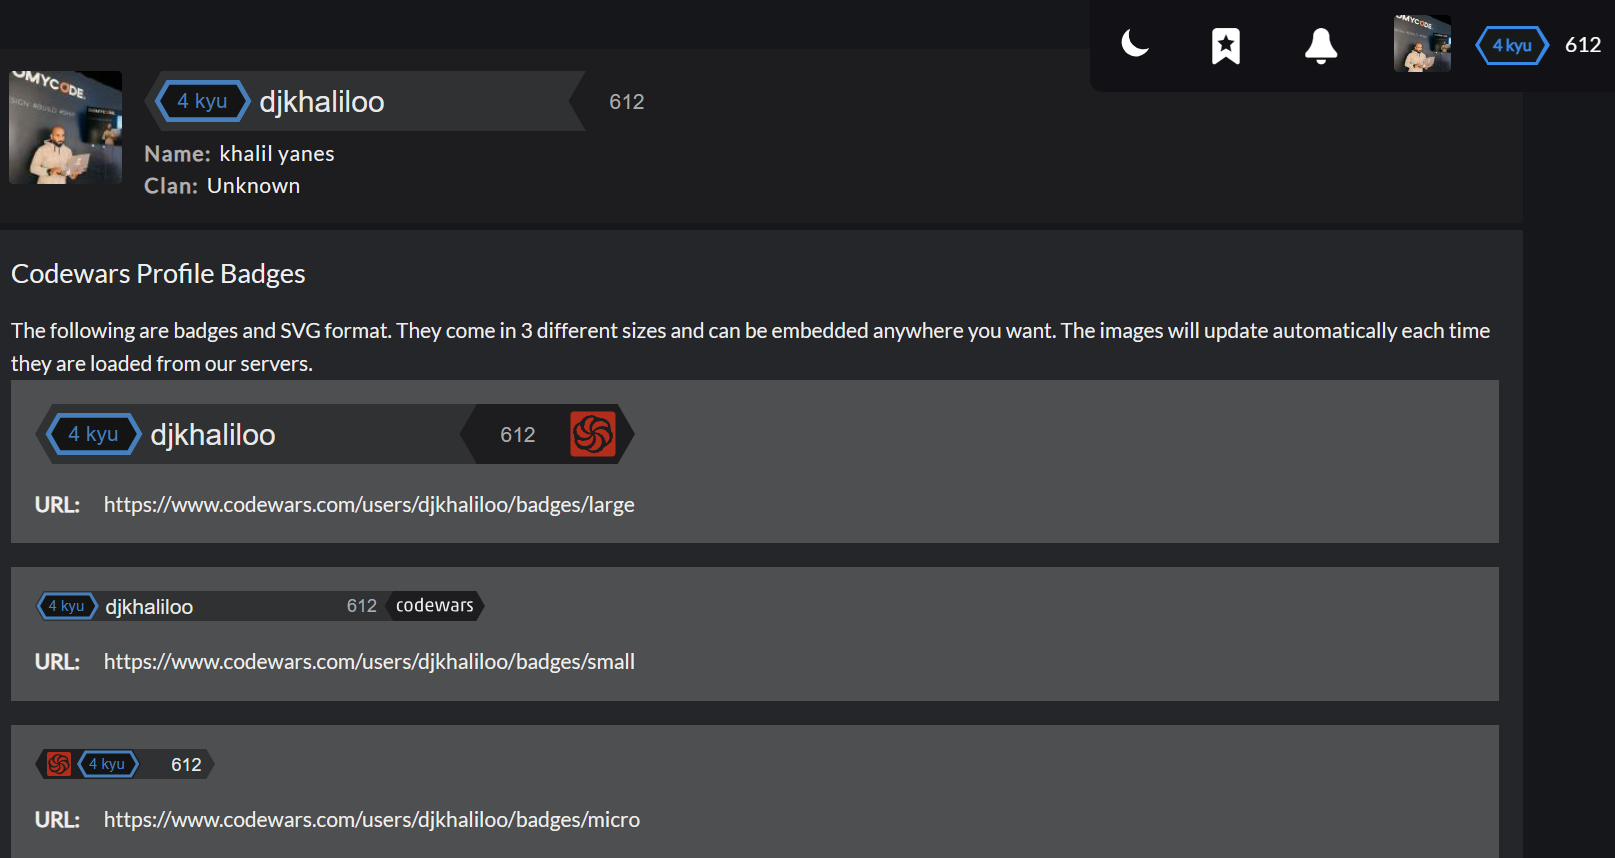 4 kyu 612
OMYCODE.
4 kyu djkhaliloo 612
Name: khalil yanes
Clan: Unknown
Codewars Profile Badges
The following are badges and SVG format. They come in 3 different sizes and can be embedded anywhere you want. The images will update automatically each time
they are loaded from our servers.
4 kyu djkhaliloo 612
URL: https://www.codewars.com/users/djkhaliloo/badges/large
4 kyu djkhaliloo 612 codewars
URL: https://www.codewars.com/users/djkhaliloo/badges/small
4 kyu 612
URL: https://www.codewars.com/users/djkhaliloo/badges/micro